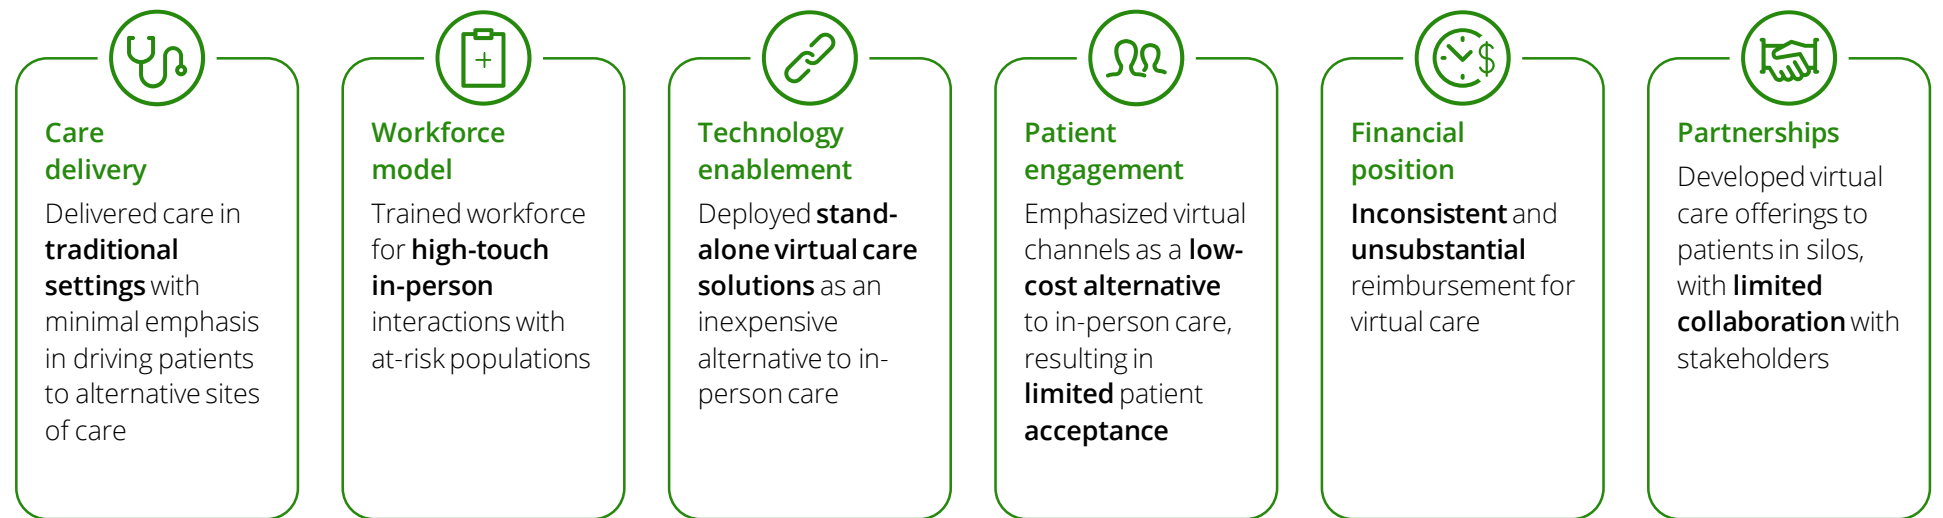 Care
delivery
Delivered care in
traditional
settings with
minimal emphasis
in driving patients
to alternative sites
of care
Workforce
model
Trained workforce
for high-touch
in-person
interactions with
at-risk populations
Technology
enablement
Deployed stand-
alone virtual care
solutions as an
inexpensive
alternative to in-
person care
Patient
engagement
Emphasized virtual
channels as a low-
cost alternative
to in-person care,
resulting in
limited patient
acceptance
$
Financial
position
Inconsistent and
unsubstantial
reimbursement for
virtual care
Partnerships
Developed virtual
care offerings to
patients in silos,
with limited
collaboration with
stakeholders